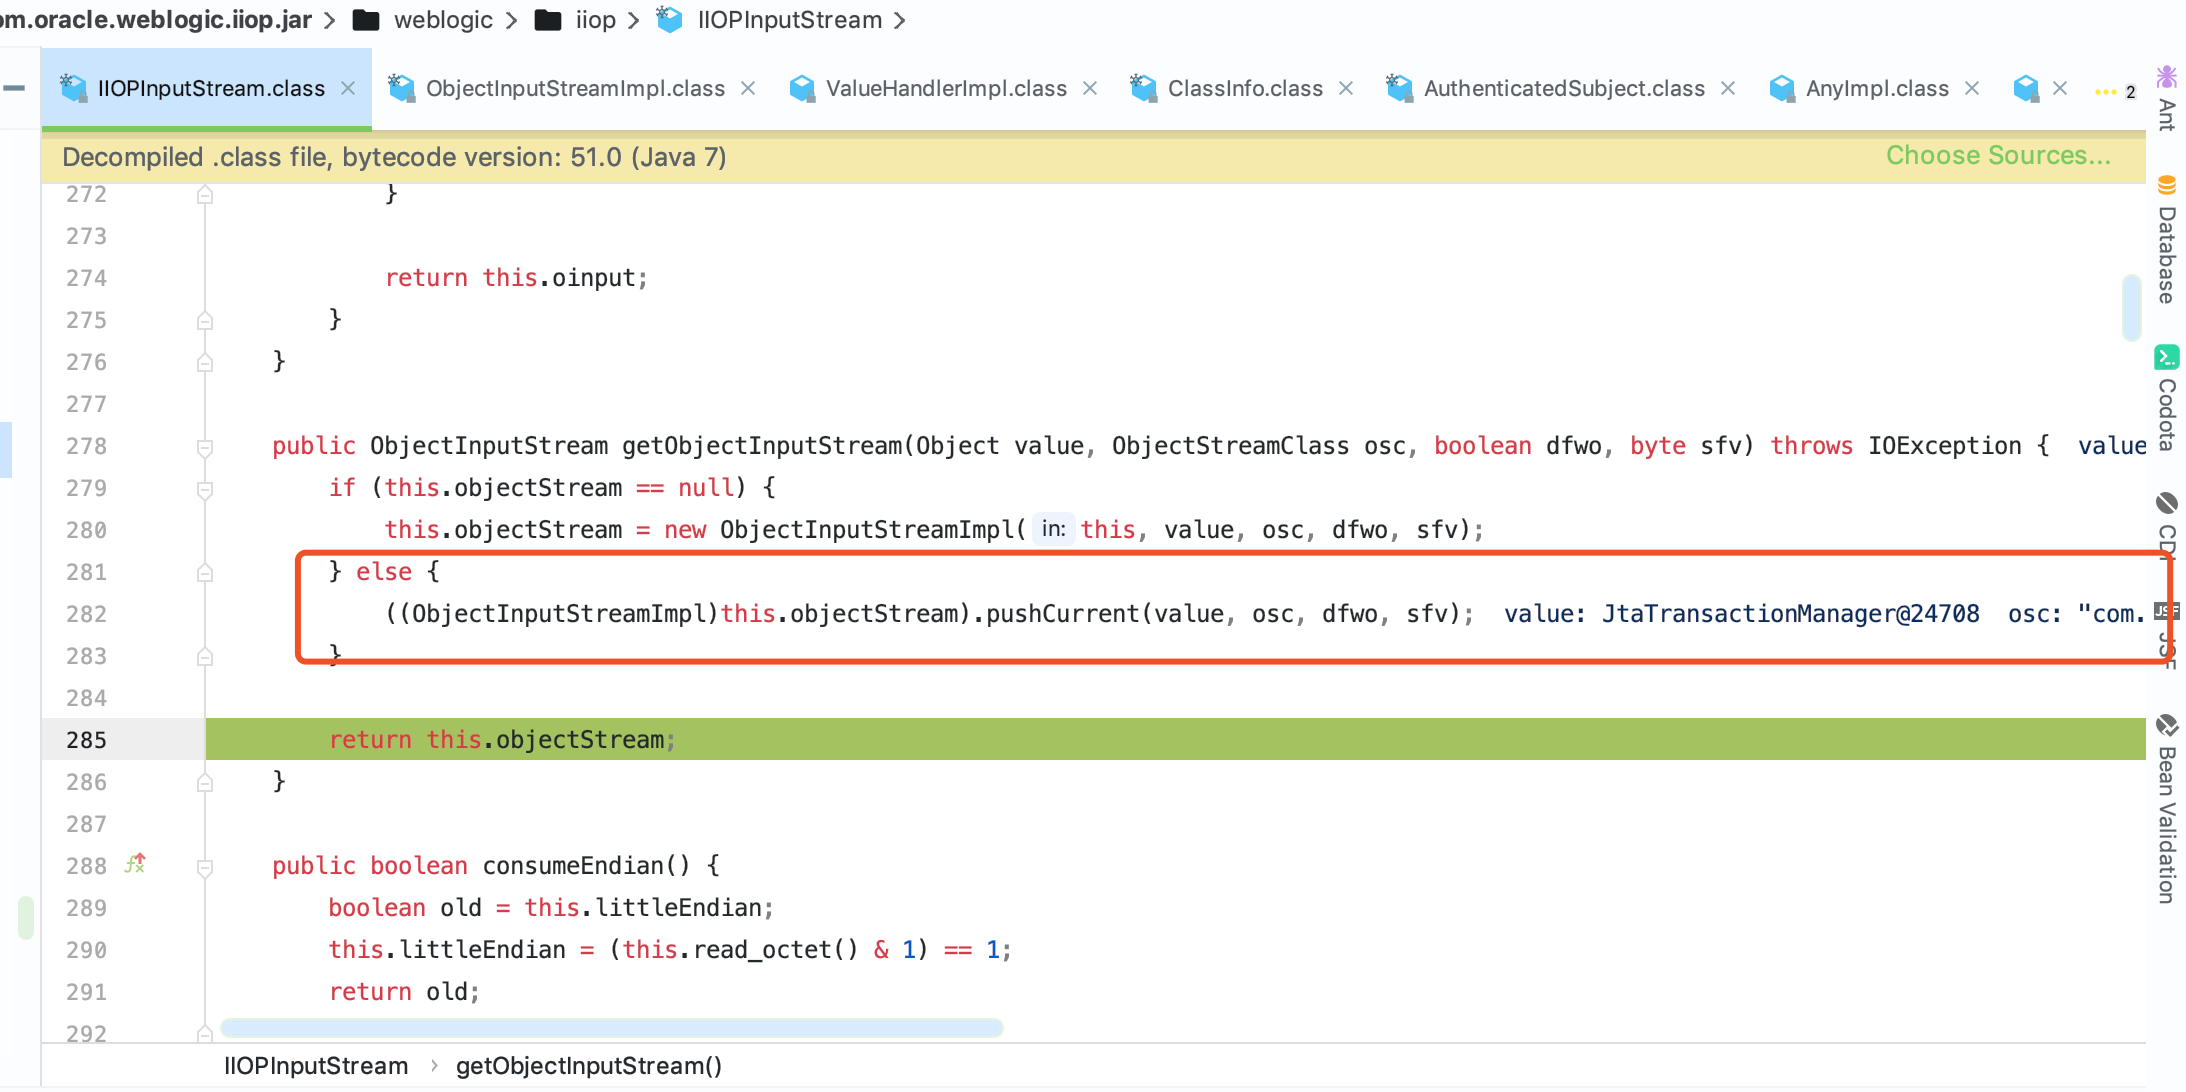 om.oracle.weblogic.iiop.jar > weblogic > iiop > IIOPInputStream >
IIOPInputStream.class × ObjectInputStreamImpl.class × ValueHandlerImpl.class × ClassInfo.class × AuthenticatedSubject.class × AnyImpl.class × × ... 2
Decompiled .class file, bytecode version: 51.0 (Java 7) Choose Sources...
272 }
273
274 return this.oinput;
275 }
276 }
277
278 public ObjectInputStream getObjectInputStream(Object value, ObjectStreamClass osc, boolean dfwo, byte sfv) throws IOException { value
279 if (this.objectStream == null) {
280 this.objectStream = new ObjectInputStreamImpl( in: this, value, osc, dfwo, sfv);
281 } else {
282 ((ObjectInputStreamImpl)this.objectStream).pushCurrent(value, osc, dfwo, sfv); value: JtaTransactionManager@24708 osc: "com.
283 }
284
285 return this.objectStream;
286 }
287
288 public boolean consumeEndian() {
289 boolean old = this.littleEndian;
290 this.littleEndian = (this.read_octet() & 1) == 1;
291 return old;
292
IIOPInputStream > getObjectInputStream()
Ant
Database
Codota
CDI
JSF
JSF
Bean Validation